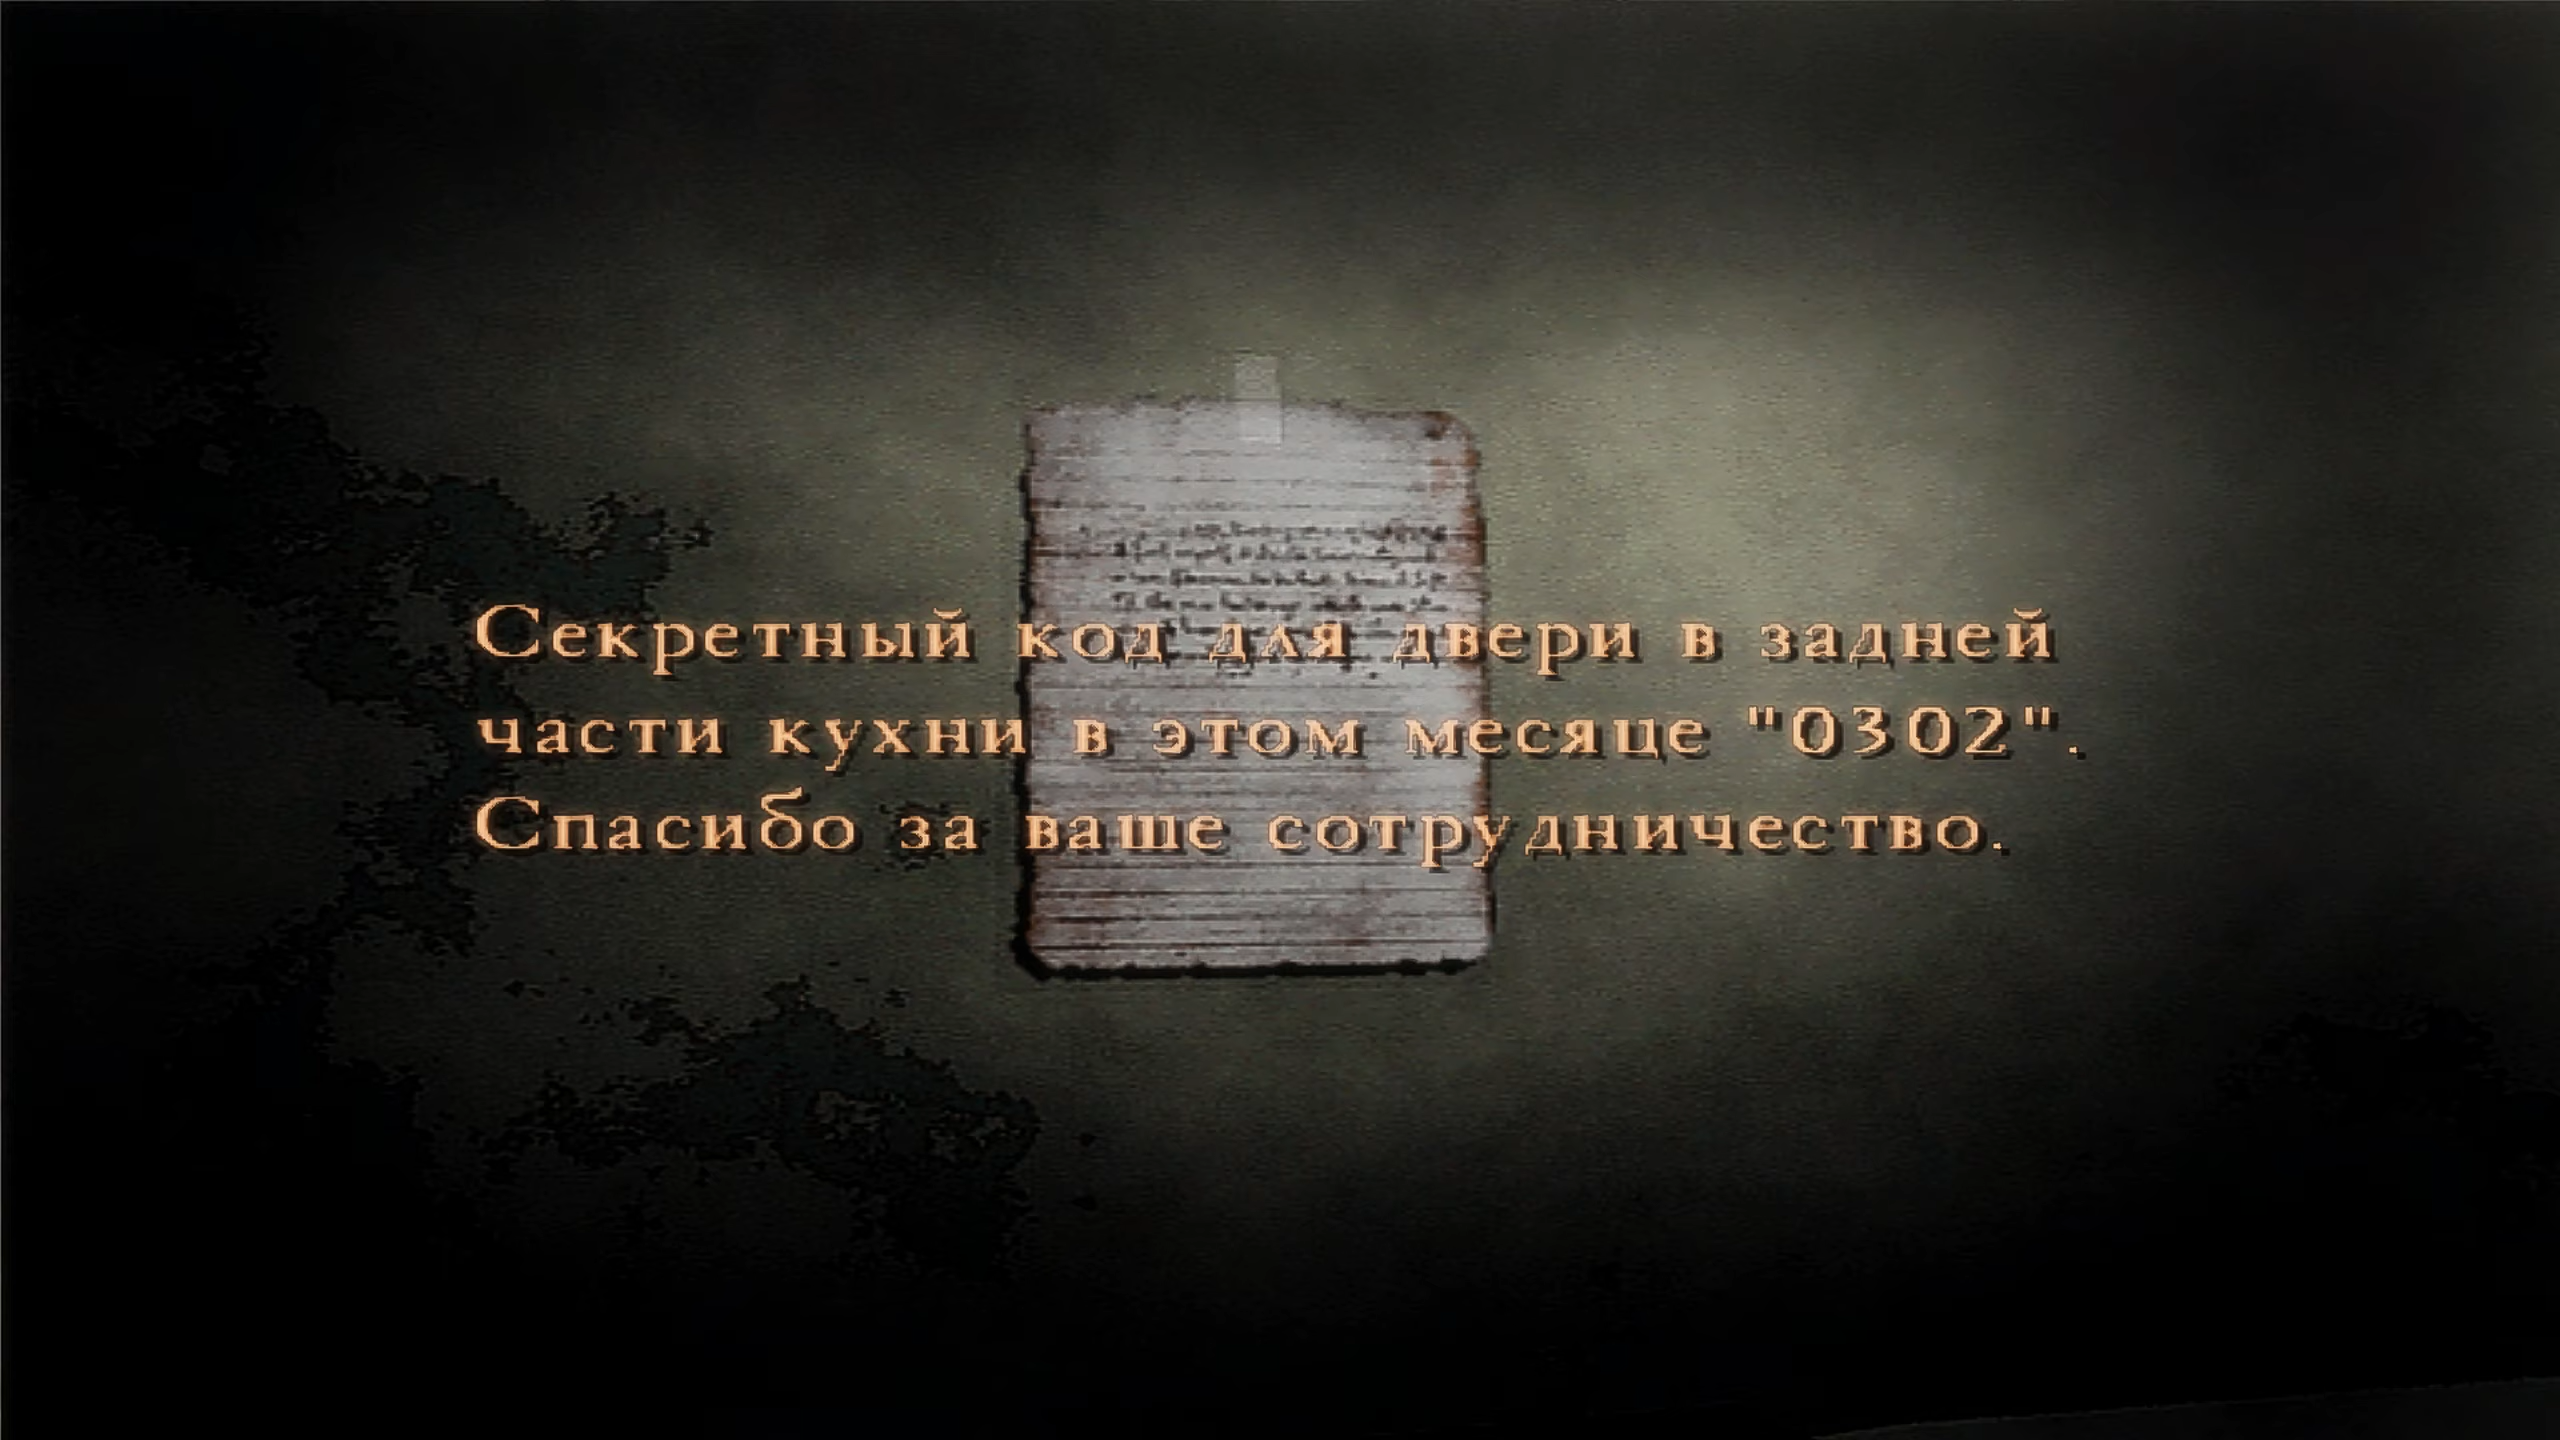 Секретный код для двери в задней
части кухни в этом месяце "0302".
Спасибо за ваше сотрудничество.